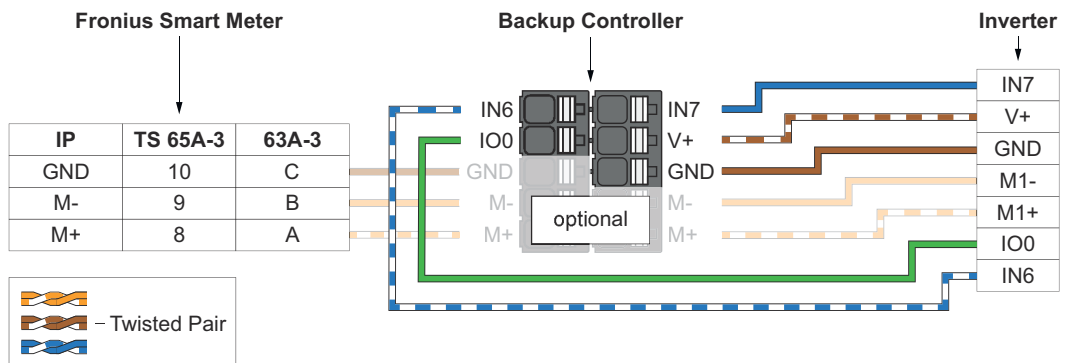 Fronius Smart Meter
Backup Controller
Inverter
IP TS 65A-3 63A-3
GND 10 C
M- 9 B
M+ 8 A
IN6
IO0
GND
M-
M+
optional
IN7
V+
GND
M-
M+
IN7
V+
GND
M1-
M1+
IO0
IN6
Twisted Pair